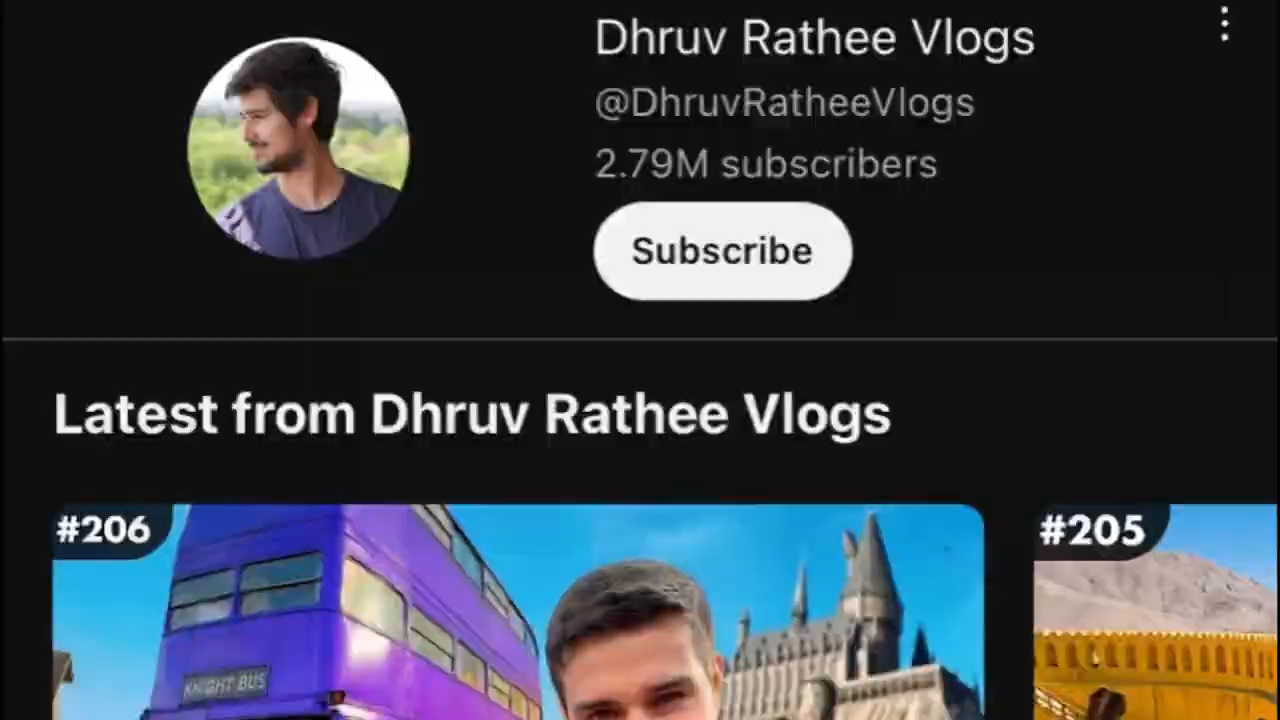 Dhruv Rathee Vlogs
@DhruvRatheeVlogs
2.79M subscribers
Subscribe
Latest from Dhruv Rathee Vlogs
#206
#205
KNIGHT BUS